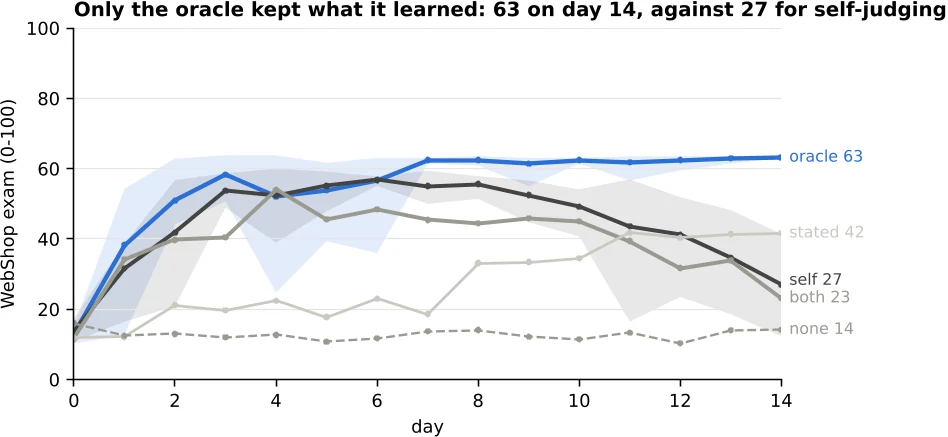 Only the oracle kept what it learned: 63 on day 14, against 27 for self-judging
WebShop exam (0-100)
100
80
60
40
20
0
oracle 63
stated 42
self 27
both 23
none 14
0 2 4 6 8 10 12 14
day